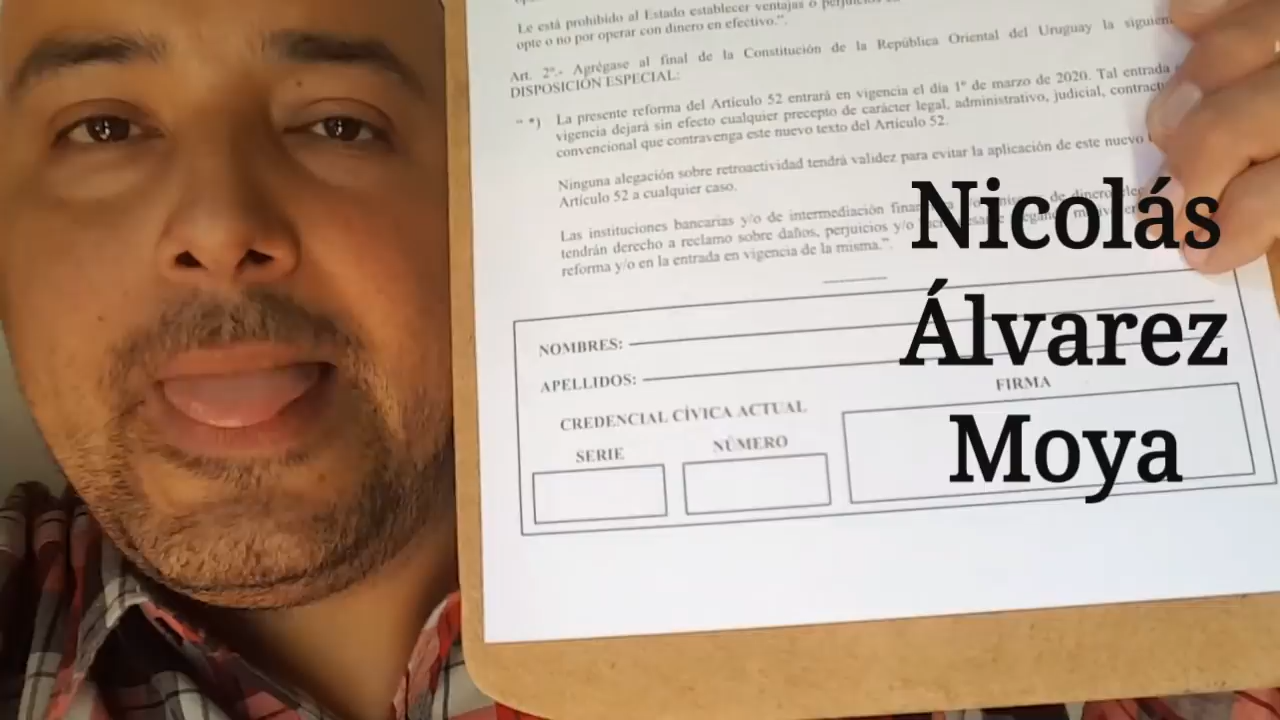 Le está prohibido al Estado establecer ventajas o
opte o no por operar con dinero en efectivo.".
Art. 2º.- Agrégase al final de la Constitución de la República Oriental del Uruguay la
DISPOSICIÓN ESPECIAL:
" *) La presente reforma del Artículo 52 entrará en vigencia el día 1º de marzo de 2020. Tal entrada
vigencia dejará sin efecto cualquier precepto de carácter legal, administrativo, judicial,
convencional que contravenga este nuevo texto del Artículo 52.
Ninguna alegación sobre retroactividad tendrá validez para evitar la aplicación de este nuevo
Artículo 52 a cualquier caso.
Las instituciones bancarias y/o de intermediación
tendrán derecho a reclamo sobre daños, perjuicios y/o
reforma y/o en la entrada en vigencia de la misma.".
Nicolás
Álvarez
Moya
NOMBRES:
APELLIDOS:
CREDENCIAL CÍVICA ACTUAL
FIRMA
SERIE
NÚMERO